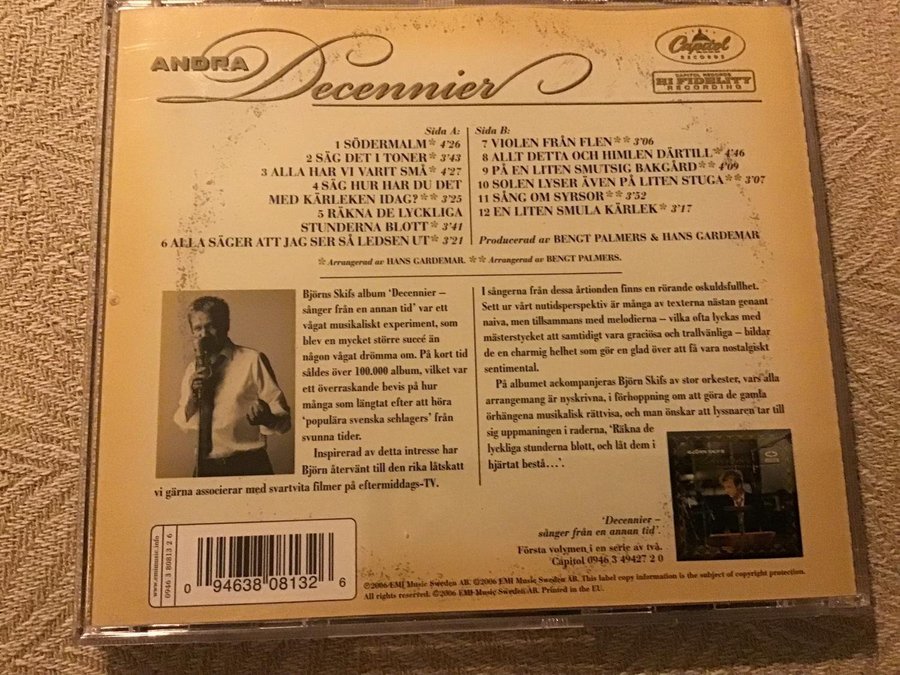 ANDRA
Decennier
Capitol
RECORDS
CAPITOL RECORDS
HI FIDELITY
RECORDING
Sida A:
1 SÖDERMALM* 4'26
2 SÄG DET I TONER* 3'43
3 ALLA HAR VI VARIT SMÅ* 4'27
4 SÄG HUR HAR DU DET
MED KÄRLEKEN IDAG?** 3'25
5 RÄKNA DE LYCKLIGA
STUNDERNA BLOTT* 3'41
6 ALLA SÄGER ATT JAG SER SÅ LEDSEN UT* 3'21
Sida B:
7 VIOLEN FRÅN FLEN** 3'06
8 ALLT DETTA OCH HIMLEN DÄRTILL** 4'46
9 PÅ EN LITEN SMUTSIG BAKGÅRD** 4'09
10 SOLEN LYSER ÄVEN PÅ LITEN STUGA** 3'07
11 SÅNG OM SYRSOR** 3'52
12 EN LITEN SMULA KÄRLEK* 3'17
Producerad av BENGT PALMERS & HANS GARDEMAR
* Arrangerad av HANS GARDEMAR. ** Arrangerad av BENGT PALMERS.
Björns Skifs album 'Decennier –
sånger från en annan tid' var ett
vågat musikaliskt experiment, som
blev en mycket större succé än
någon vågat drömma om. På kort tid
såldes över 100.000 album, vilket var
ett överraskande bevis på hur
många som längtat efter att höra
'populära svenska schlagers' från
svunna tider.
Inspirerad av detta intresse har
Björn återvänt till den rika låtskatt
vi gärna associerar med svartvita filmer på eftermiddags-TV.
I sångerna från dessa årtionden finns en rörande oskuldsfullhet.
Sett ur vårt nutidsperspektiv är många av texterna nästan genant
naiva, men tillsammans med melodierna – vilka ofta lyckas med
mästerstycket att samtidigt vara graciösa och trallvänliga – bildar
de en charmig helhet som gör en glad över att få vara nostalgiskt
sentimental.
På albumet ackompanjeras Björn Skifs av stor orkester, vars alla
arrangemang är nyskrivna, i förhoppning om att göra de gamla
örhängena musikalisk rättvisa, och man önskar att lyssnaren tar till
sig uppmaningen i raderna, 'Räkna de
lyckliga stunderna blott, och låt dem i
hjärtat bestå...'.
BJÖRN SKIFS
'Decennier –
sånger från en annan tid'
Första volymen i en serie av två.
Capitol 0946 3 49427 2 0
www.emimusic.info
0946 3 80813 2 6
0 94638 08132 6
℗2006 EMI Music Sweden AB. ©2006 EMI Music Sweden AB. This label copy information is the subject of copyright protection.
All rights reserved. ©2006 EMI Music Sweden AB. Printed in the EU.